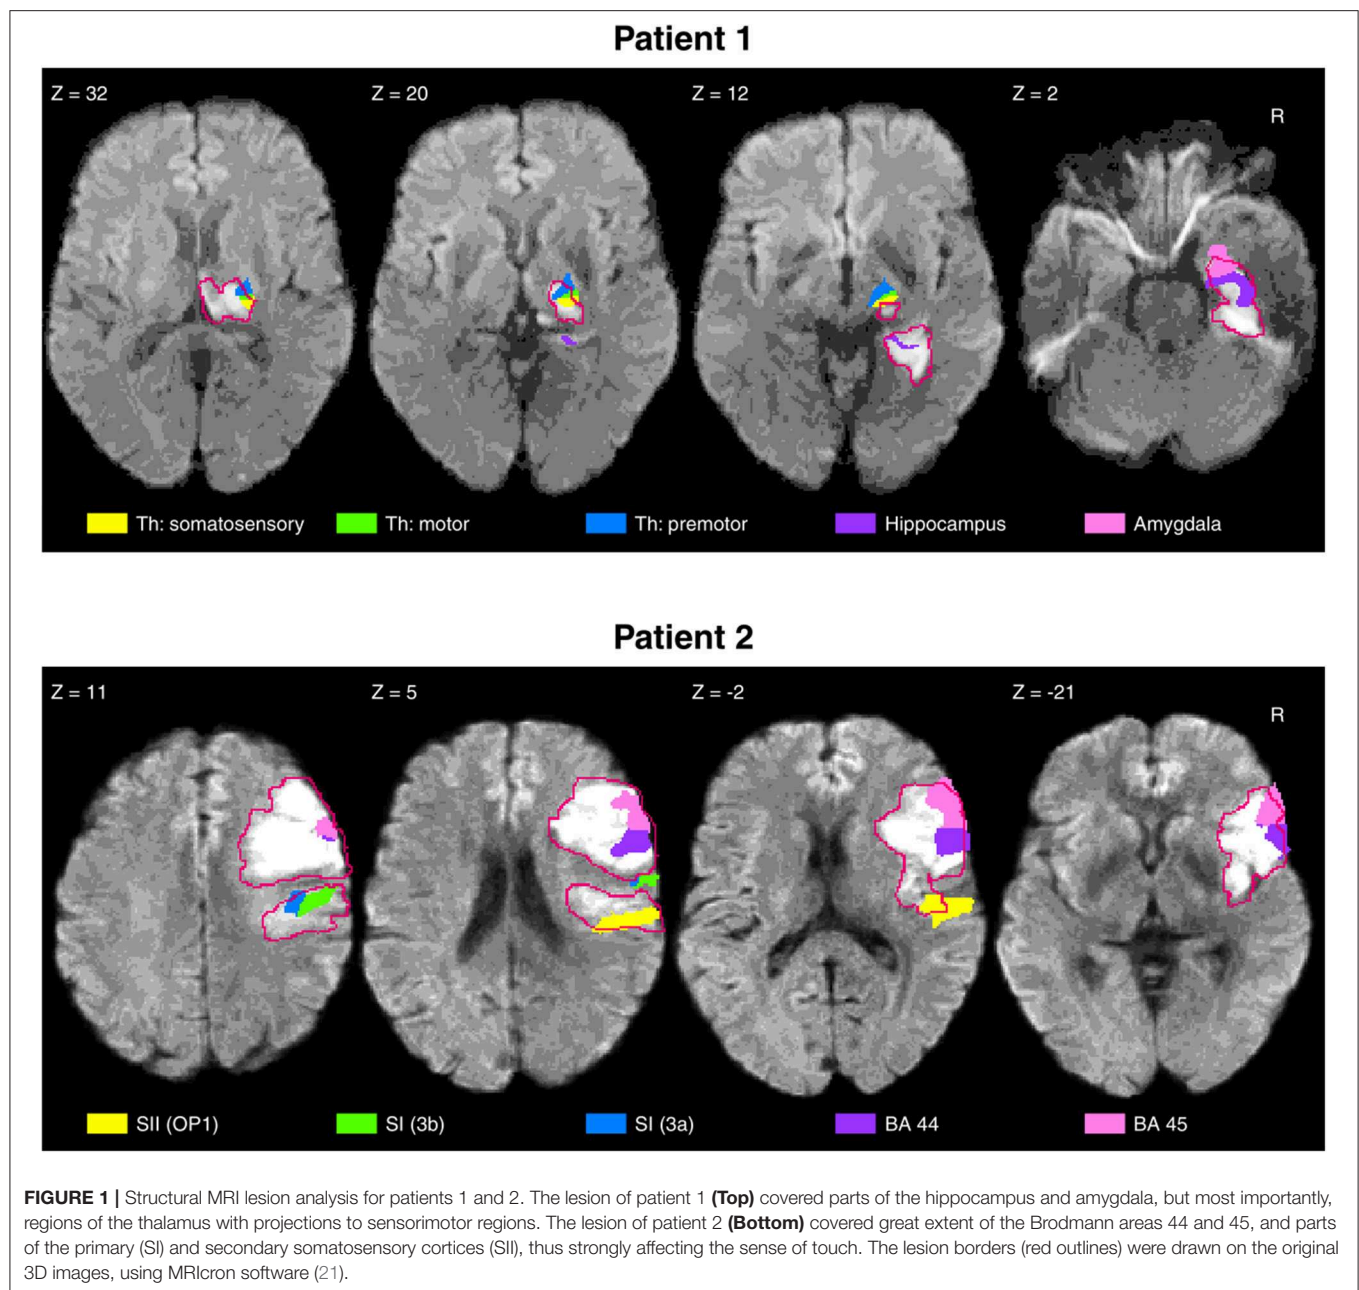 Patient 1
Z = 32
Z = 20
Z = 12
Z = 2
R
Th: somatosensory
Th: motor
Th: premotor
Hippocampus
Amygdala
Patient 2
Z = 11
Z = 5
Z = -2
Z = -21
R
SII (OP1)
SI (3b)
SI (3a)
BA 44
BA 45
FIGURE 1 | Structural MRI lesion analysis for patients 1 and 2. The lesion of patient 1 (Top) covered parts of the hippocampus and amygdala, but most importantly,
regions of the thalamus with projections to sensorimotor regions. The lesion of patient 2 (Bottom) covered great extent of the Brodmann areas 44 and 45, and parts
of the primary (SI) and secondary somatosensory cortices (SII), thus strongly affecting the sense of touch. The lesion borders (red outlines) were drawn on the original
3D images, using MRIcron software (21).